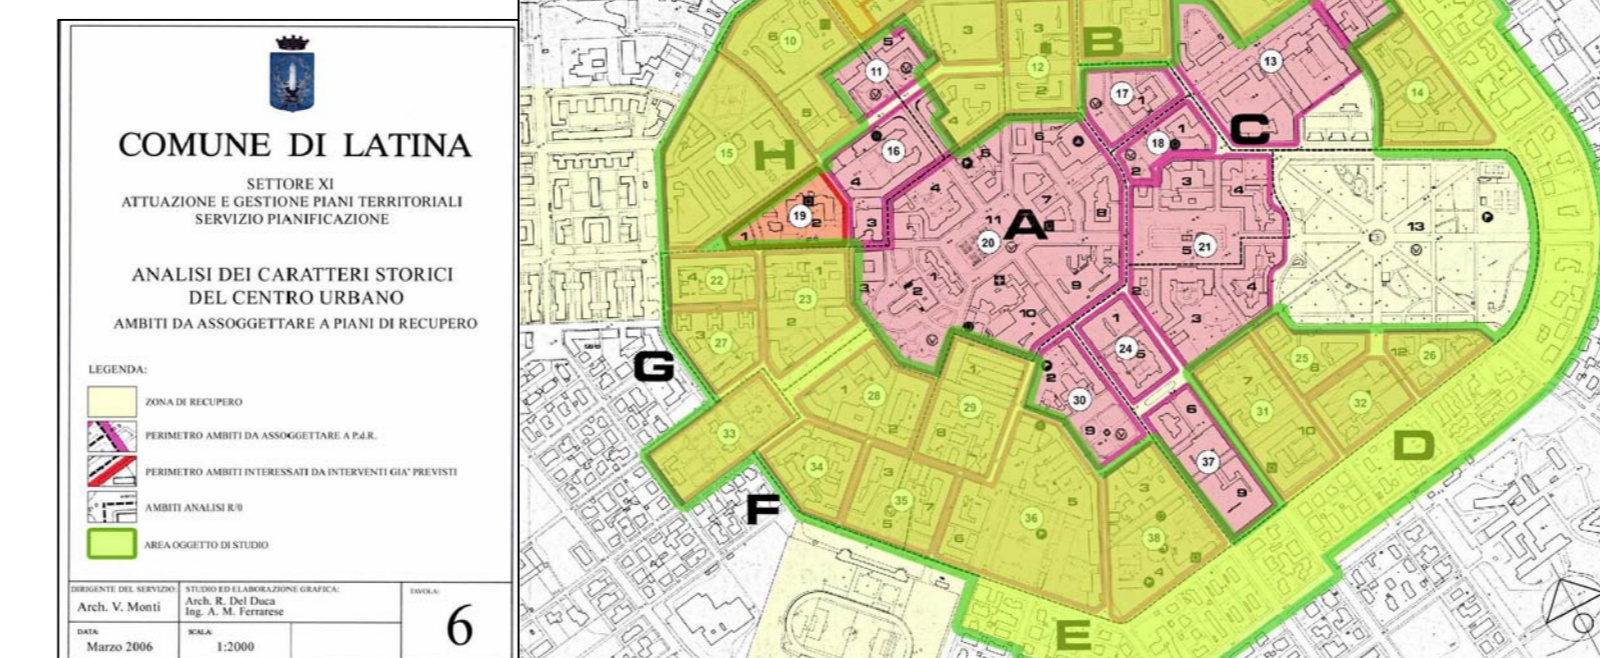 COMUNE DI LATINA
SETTORE XI
ATTUAZIONE E GESTIONE PIANI TERRITORIALI
SERVIZIO PIANIFICAZIONE
ANALISI DEI CARATTERI STORICI
DEL CENTRO URBANO
AMBITI DA ASSOGGETTARE A PIANI DI RECUPERO
LEGENDA:
ZONA DI RECUPERO
PERIMETRO AMBITI DA ASSOGGETTARE A P.d.R.
PERIMETRO AMBITI INTERESSATI DA INTERVENTI GIA' PREVISTI
AMBITI ANALISI R/0
AREA OGGETTO DI STUDIO
DIRIGENTE DEL SERVIZIO:
Arch. V. Monti
STUDIO ED ELABORAZIONE GRAFICA:
Arch. R. Del Duca
Ing. A. M. Ferrarese
TAVOLA:
6
DATA:
Marzo 2006
SCALA:
1:2000
B
10
11
12
13
14
17
C
18
16
H
15
19
A
20
21
13
22
23
24
25
26
27
G
28
29
30
31
32
D
33
34
35
36
37
38
F
E